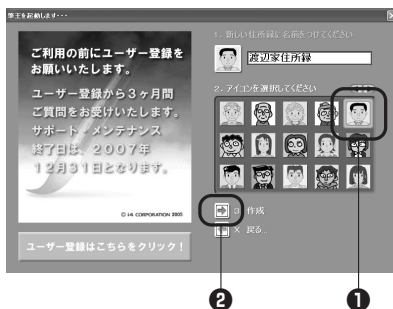 筆王を起動します・・・
ご利用の前にユーザー登録を
お願いいたします。
ユーザー登録から3ヶ月間
ご質問をお受けいたします。
サポート・メンテナンス
終了日は、2007年
12月31日となります。
© I4 CORPORATION 2005
ユーザー登録はこちらをクリック！
1. 新しい住所録に名前をつけてください
渡辺家住所録
2. アイコンを選択してください
G 作成
X 戻る...
❷
❶